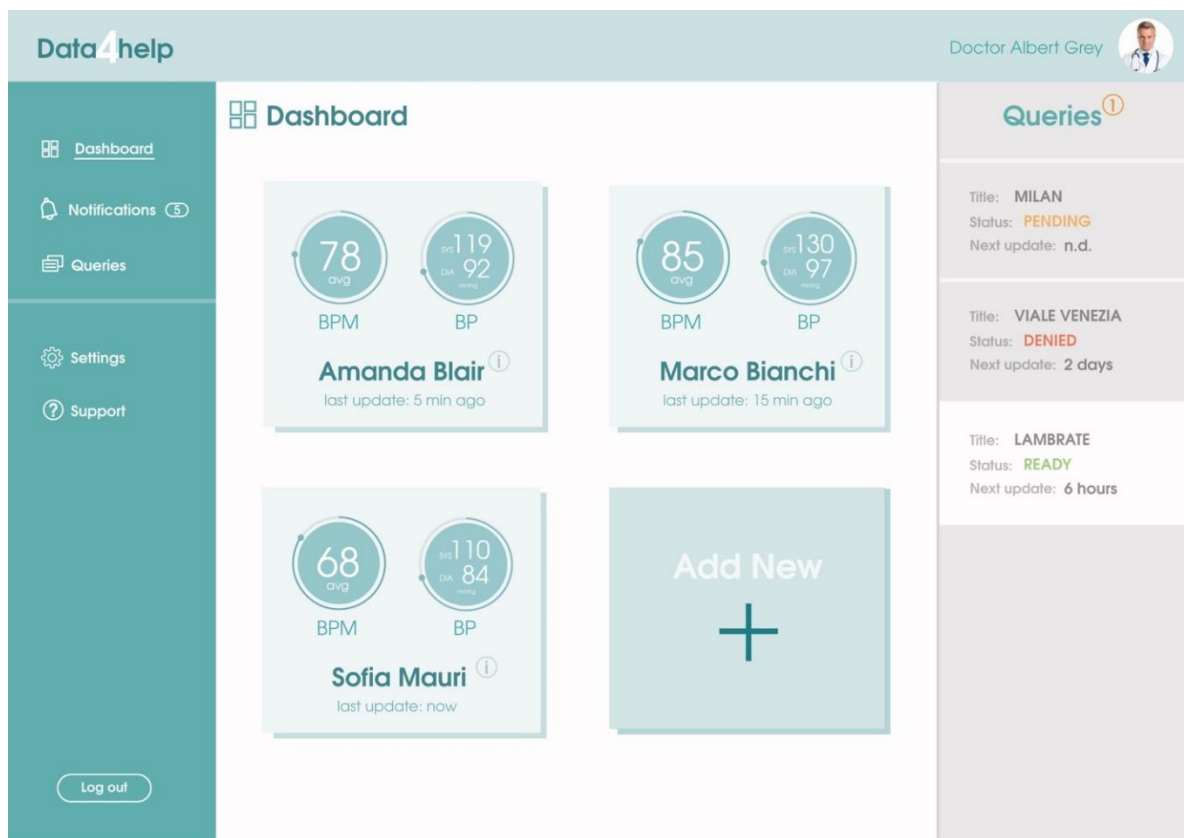 Data4help
Doctor Albert Grey
Dashboard
Notifications 5
Queries
Settings
Support
Log out
Dashboard
78
avg
BPM
SYS 119
DIA 92
mmHg
BP
Amanda Blair i
last update: 5 min ago
85
avg
BPM
SYS 130
DIA 97
mmHg
BP
Marco Bianchi i
last update: 15 min ago
68
avg
BPM
SYS 110
DIA 84
mmHg
BP
Sofia Mauri i
last update: now
Add New
Queries 1
Title: MILAN
Status: PENDING
Next update: n.d.
Title: VIALE VENEZIA
Status: DENIED
Next update: 2 days
Title: LAMBRATE
Status: READY
Next update: 6 hours